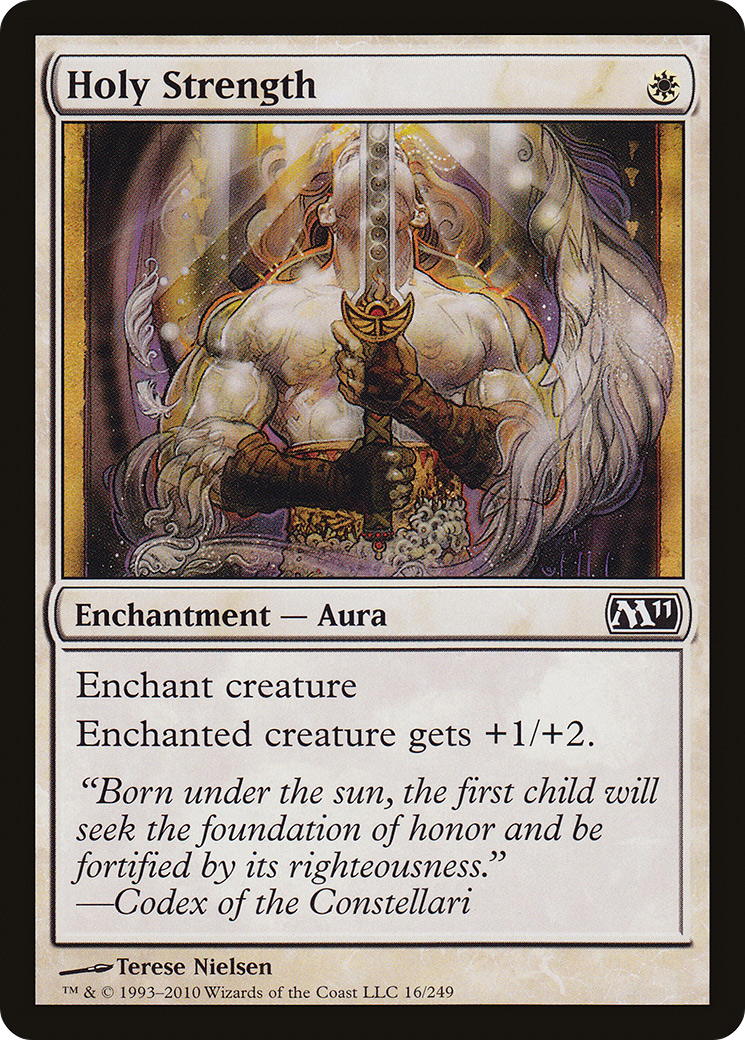 Holy Strength
Enchantment — Aura
M11
Enchant creature
Enchanted creature gets +1/+2.
“Born under the sun, the first child will
seek the foundation of honor and be
fortified by its righteousness.”
—Codex of the Constellari
Terese Nielsen
™ & © 1993–2010 Wizards of the Coast LLC 16/249